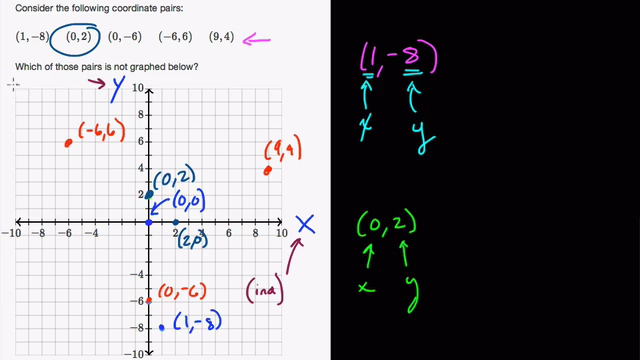 Consider the following coordinate pairs:
(1, −8) (0, 2) (0, −6) (−6, 6) (9, 4)
Which of those pairs is not graphed below?
Y
10
8
(-6,6)
6
(9,4)
4
(0,2)
2
(0,0)
X
−10 −8 −6 −4 −2 2 4 6 8 10
(2,0)
−4
(0,-6)
−6
(1,-8)
−8
−10
(1,-8)
x y
(0,2)
x y